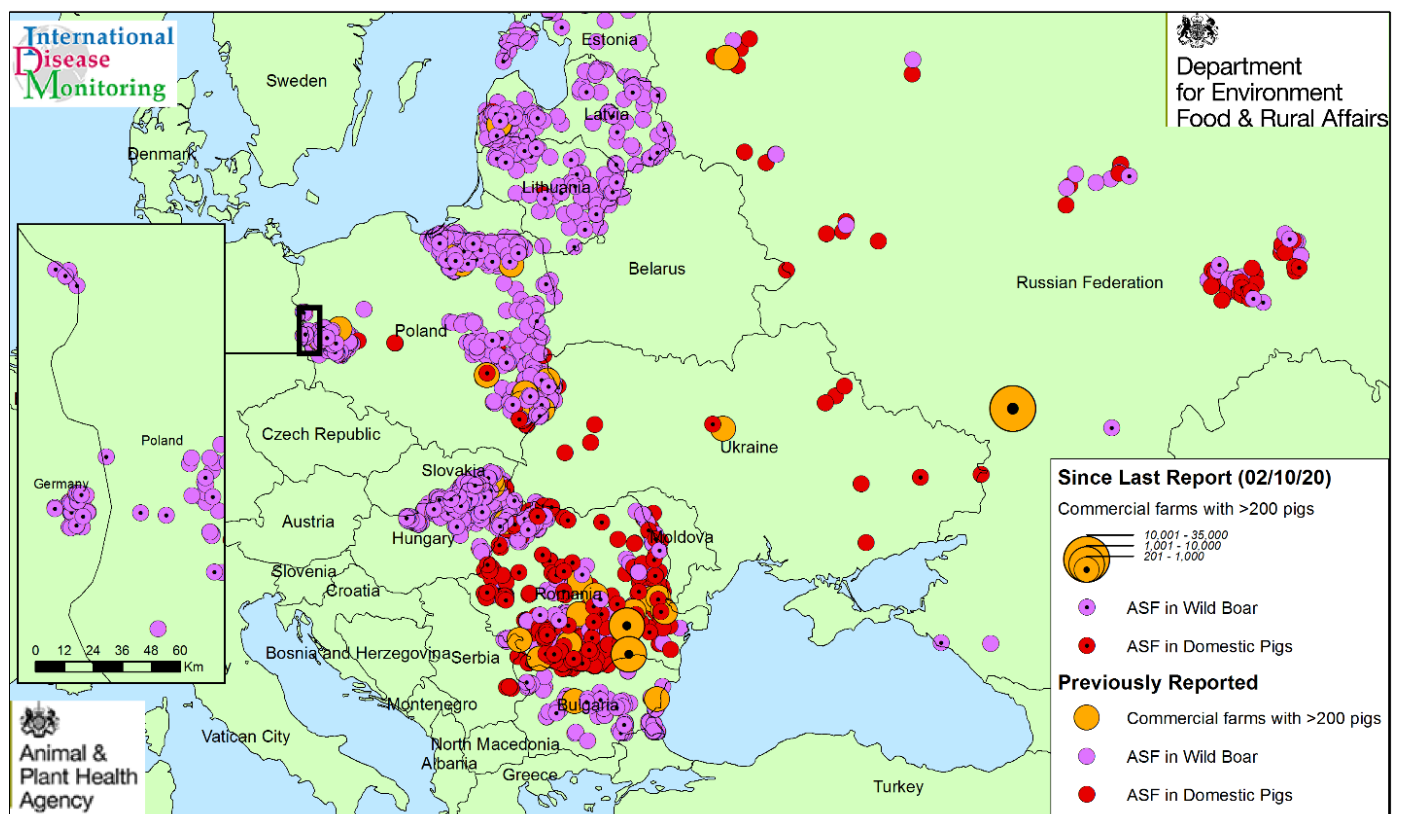 International
Disease
Monitoring
Department
for Environment
Food & Rural Affairs
Estonia
Sweden
Latvia
Denmark
Lithuania
Belarus
Russian Federation
Poland
Czech Republic
Ukraine
Slovakia
Austria
Hungary
Moldova
Slovenia
Croatia
Romania
Bosnia and Herzegovina
Serbia
Montenegro
Bulgaria
Vatican City
North Macedonia
Albania
Greece
Turkey
Poland
Germany
0 12 24 36 48 60
Km
Animal &
Plant Health
Agency
Since Last Report (02/10/20)
Commercial farms with >200 pigs
10,001 - 35,000
1,001 - 10,000
201 - 1,000
ASF in Wild Boar
ASF in Domestic Pigs
Previously Reported
Commercial farms with >200 pigs
ASF in Wild Boar
ASF in Domestic Pigs